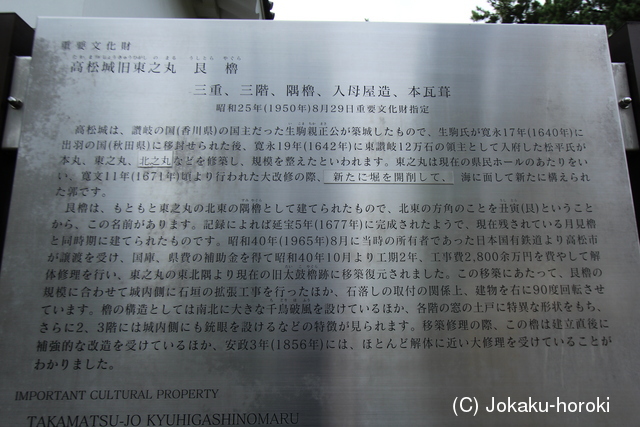 重要文化財
高松城旧東之丸 艮櫓
三重、三階、隅櫓、入母屋造、本瓦葺
昭和25年(1950年)8月29日重要文化財指定
高松城は、讃岐の国(香川県)の国主だった生駒親正公が築城したもので、生駒氏が寛永17年(1640年)に
出羽の国(秋田県)に移封られた後、寛永19年(1642年)に東讃岐12万石の領主として入府した松平氏が
本丸、東之丸、北之丸などを修築し、規模を整えたといわれます。東之丸は現在の県民ホールのあたりをい
い、寛文11年(1671年)頃より行われた大改修の際、新たに堀を開削して、海に面して新たに構えられ
た郭です。
艮櫓は、もともと東之丸の北東の隅櫓として建てられたもので、北東の方角のことを丑寅(艮)ということ
から、この名前があります。記録によれば延宝5年(1677年)に完成されたようで、現在残されている月見櫓
と同時期に建てられたものです。昭和40年(1965年)8月に当時の所有者であった日本国有鉄道より高松市
が譲渡を受け、国庫、県費の補助金を得て昭和40年10月より工期2年、工事費2,800余万円を費やして解
体修理を行い、東之丸の東北隅より現在の旧太鼓櫓跡に移築復元されました。この移築にあたって、艮櫓の
規模に合わせて城内側に石垣の拡張工事を行ったほか、石落しの取付の関係上、建物を右に90度回転させ
ています。櫓の構造としては南北に大きな千鳥破風を設けているほか、各階の窓の土戸に特異な形状をもち、
さらに2、3階には城内側にも銃眼を設けるなどの特徴が見られます。移築修理の際、この櫓は建立直後に
補強的な改造を受けているほか、安政3年(1856年)には、ほとんど解体に近い大修理を受けていることが
わかりました。
IMPORTANT CULTURAL PROPERTY
TAKAMATSU-JO KYUHIGASHINOMARU
(C) Jokaku-horoki